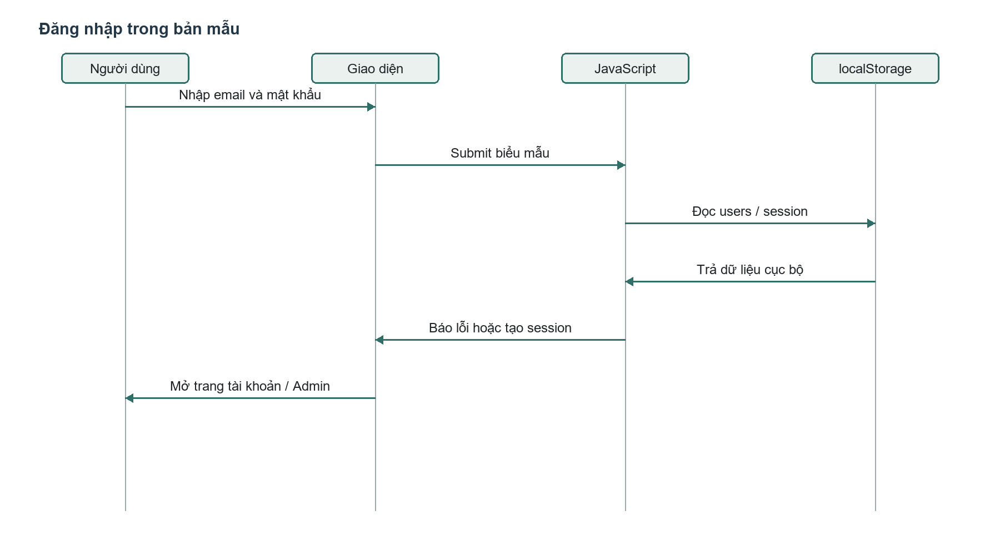 Đăng nhập trong bản mẫu
Người dùng
Giao diện
JavaScript
localStorage
Nhập email và mật khẩu
Submit biểu mẫu
Đọc users / session
Trả dữ liệu cục bộ
Báo lỗi hoặc tạo session
Mở trang tài khoản / Admin